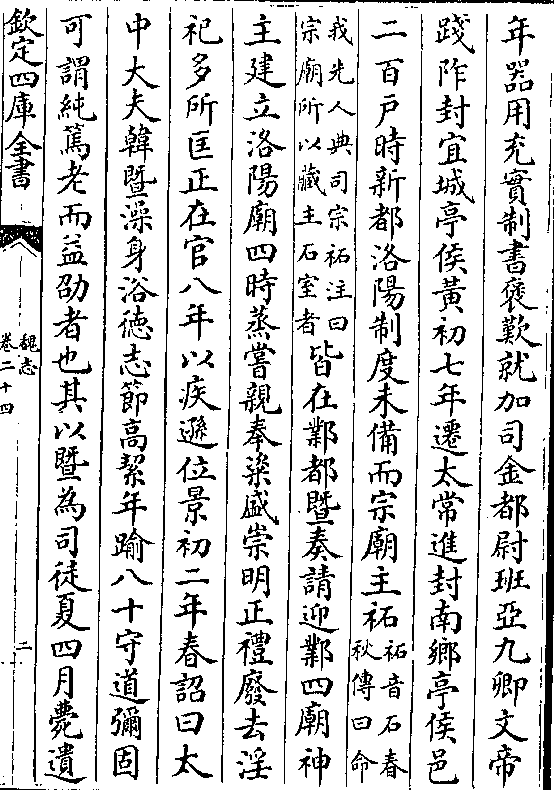 年器用充實制書褒歎就加司金都尉班亞九卿文帝
踐阼封宜城亭侯黃初七年遷太常進封南鄉亭侯邑
二百户時新都洛陽制度未備而宗廟主祏
祏音石春
秋傳曰命
我先人典司宗祏注曰
宗廟所以藏主石室者
皆在鄴都暨奏請迎鄴四廟神
主建立洛陽廟四時蒸嘗親奉粢盛崇明正禮廢去淫
祀多所匡正在官八年以疾遜位景初二年春詔曰太
中大夫韓暨澡身浴德志節高絜年踰八十守道彌固
可謂純篤老而益劭者也其以暨為司徒夏四月薨遺
欽定四庫全書
魏志
卷二十四
二